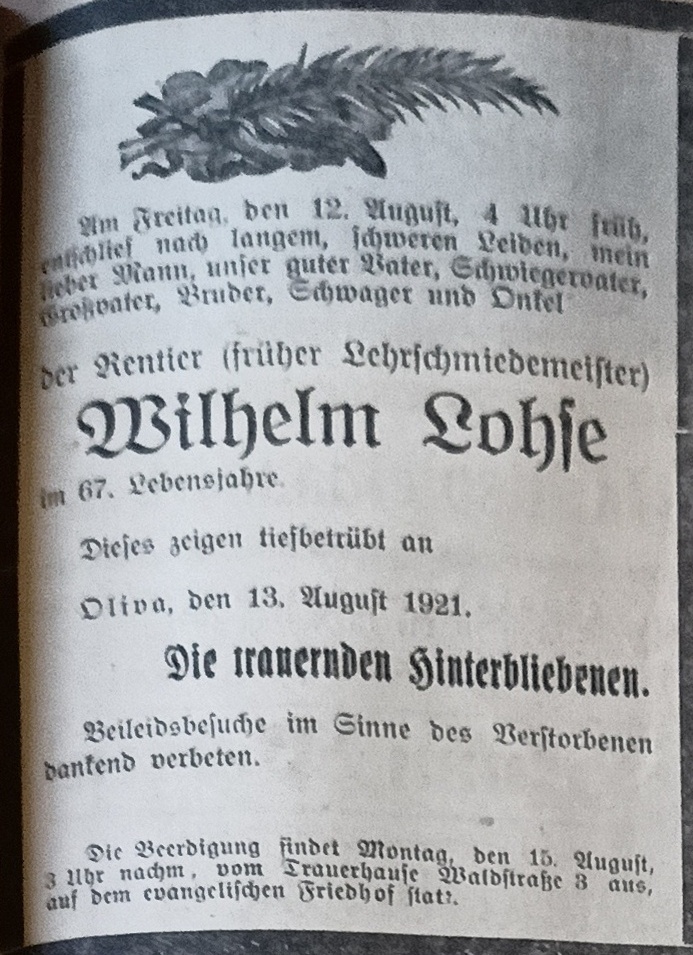 Am Freitag, den 12. August, 4 Uhr früh,
entschlief nach langem, schweren Leiden, mein
lieber Mann, unser guter Vater, Schwiegervater,
Großvater, Bruder, Schwager und Onkel
der Rentier (früher Lehrschmiedemeister)
Wilhelm Lohse
im 67. Lebensjahre.
Dieses zeigen tiefbetrübt an
Oliva, den 13. August 1921.
Die trauernden Hinterbliebenen.
Beileidsbesuche im Sinne des Verstorbenen
dankend verbeten.
Die Beerdigung findet Montag, den 15. August,
3 Uhr nachm., vom Trauerhause Waldstraße 3 aus,
auf dem evangelischen Friedhof statt.